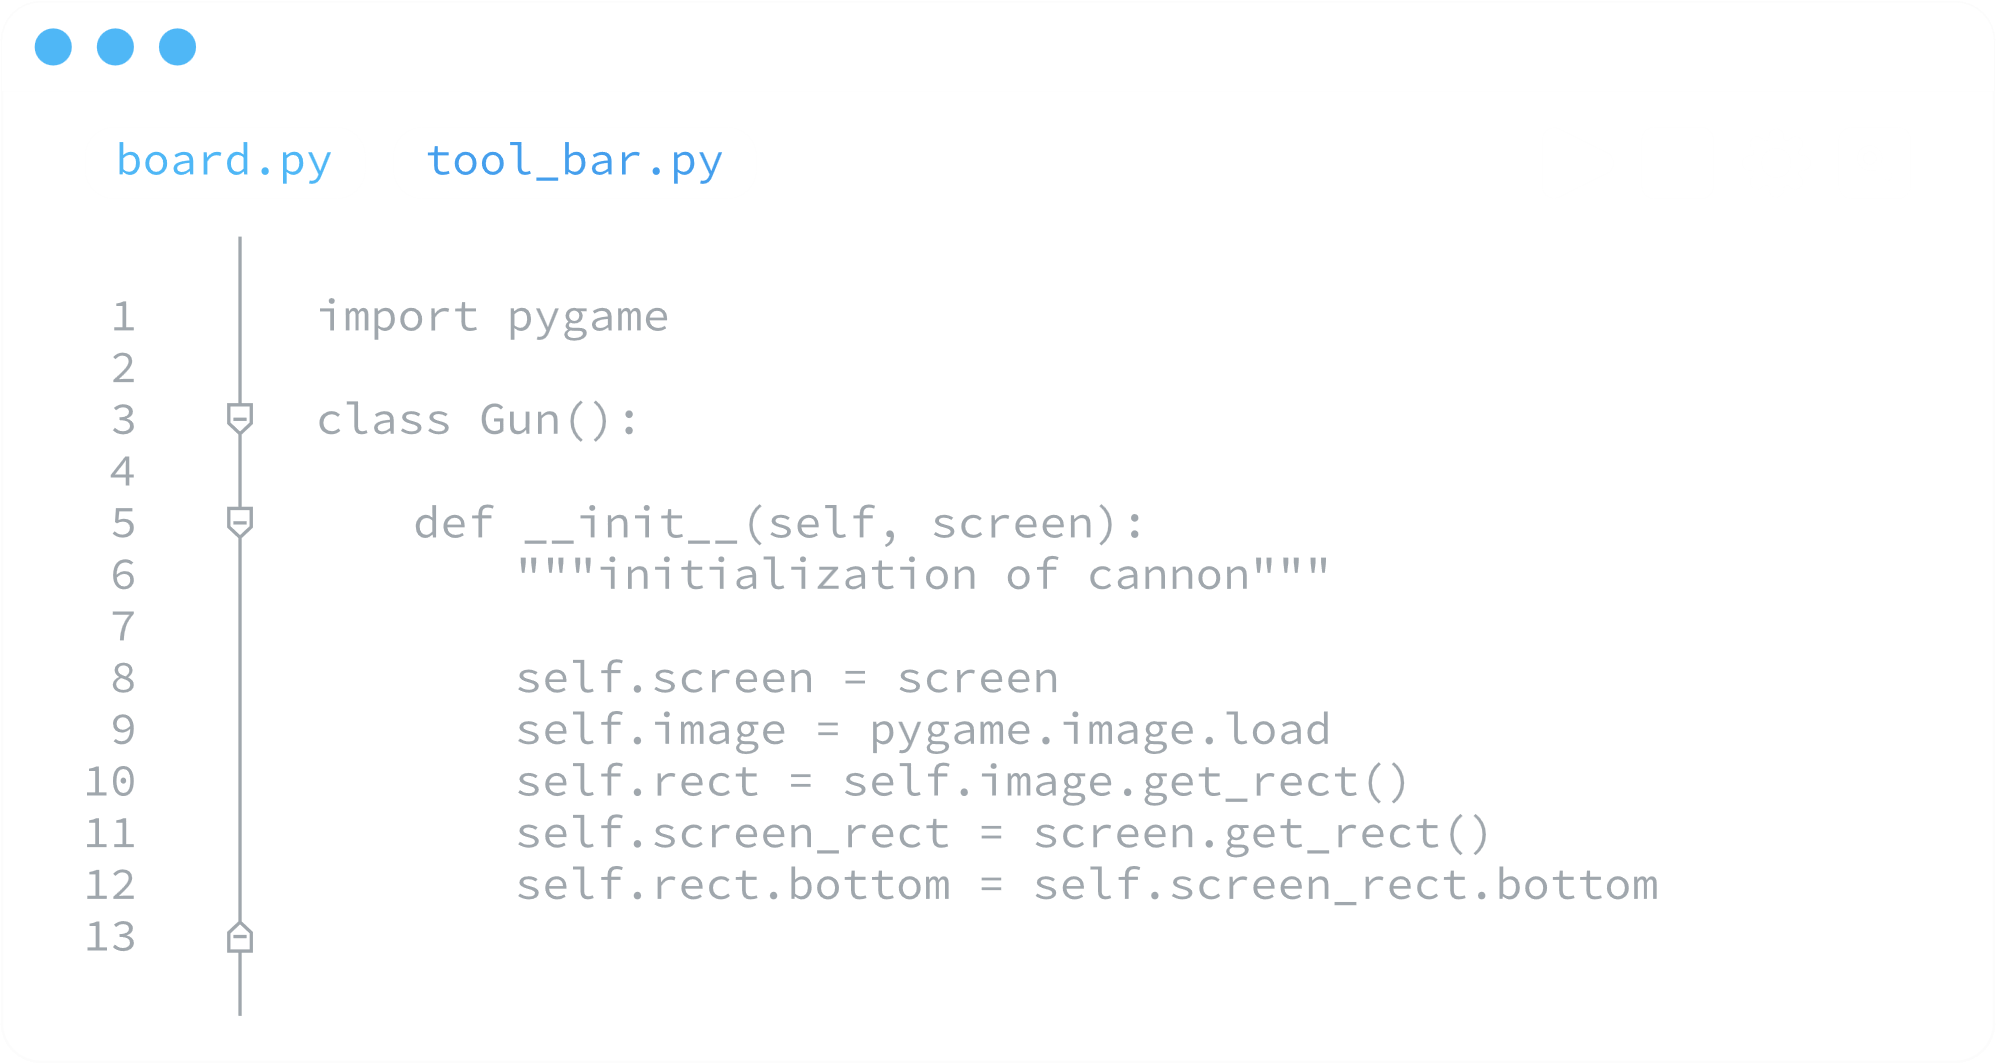 board.py tool_bar.py
1 import pygame
2
3 class Gun():
4
5 def __init__(self, screen):
6 """initialization of cannon"""
7
8 self.screen = screen
9 self.image = pygame.image.load
10 self.rect = self.image.get_rect()
11 self.screen_rect = screen.get_rect()
12 self.rect.bottom = self.screen_rect.bottom
13